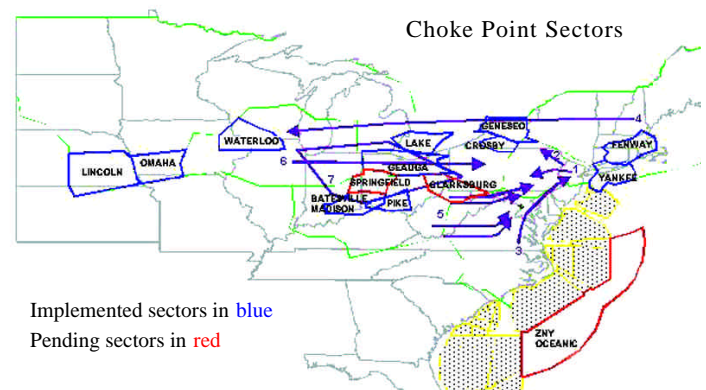 Choke Point Sectors
4
GENESEO
WATERLOO
LAKE
CROSBY
2
FENWAY
OMAHA
6
LINCOLN
GEAUGA
1
YANKEE
7
SPRINGFIELD
CLARKSBURG
BATESVILLE
MADISON
PIKE
5
3
Implemented sectors in blue
Pending sectors in red
ZNY
OCEANIC